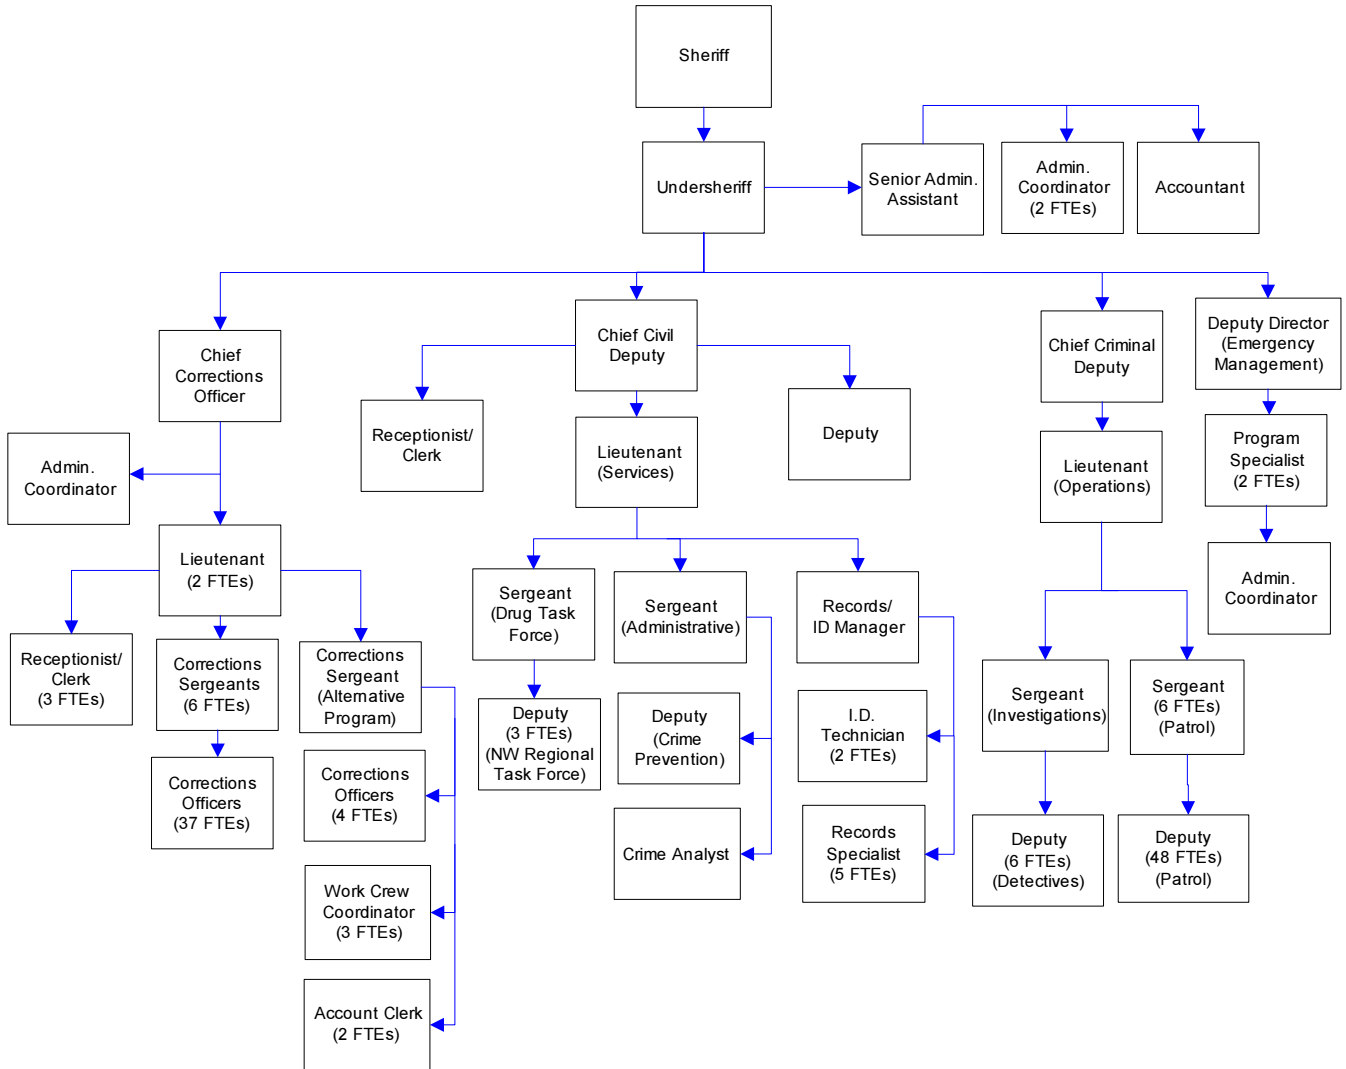 Sheriff
Undersheriff
Senior Admin.
Assistant
Admin.
Coordinator
(2 FTEs)
Accountant
Chief
Corrections
Officer
Chief Civil
Deputy
Chief Criminal
Deputy
Deputy Director
(Emergency
Management)
Admin.
Coordinator
Receptionist/
Clerk
Lieutenant
(Services)
Deputy
Lieutenant
(Operations)
Program
Specialist
(2 FTEs)
Lieutenant
(2 FTEs)
Sergeant
(Drug Task
Force)
Sergeant
(Administrative)
Records/
ID Manager
Admin.
Coordinator
Receptionist/
Clerk
(3 FTEs)
Corrections
Sergeants
(6 FTEs)
Corrections
Sergeant
(Alternative
Program)
Deputy
(3 FTEs)
(NW Regional
Task Force)
Deputy
(Crime
Prevention)
I.D.
Technician
(2 FTEs)
Sergeant
(Investigations)
Sergeant
(6 FTEs)
(Patrol)
Corrections
Officers
(37 FTEs)
Corrections
Officers
(4 FTEs)
Crime Analyst
Records
Specialist
(5 FTEs)
Deputy
(6 FTEs)
(Detectives)
Deputy
(48 FTEs)
(Patrol)
Work Crew
Coordinator
(3 FTEs)
Account Clerk
(2 FTEs)